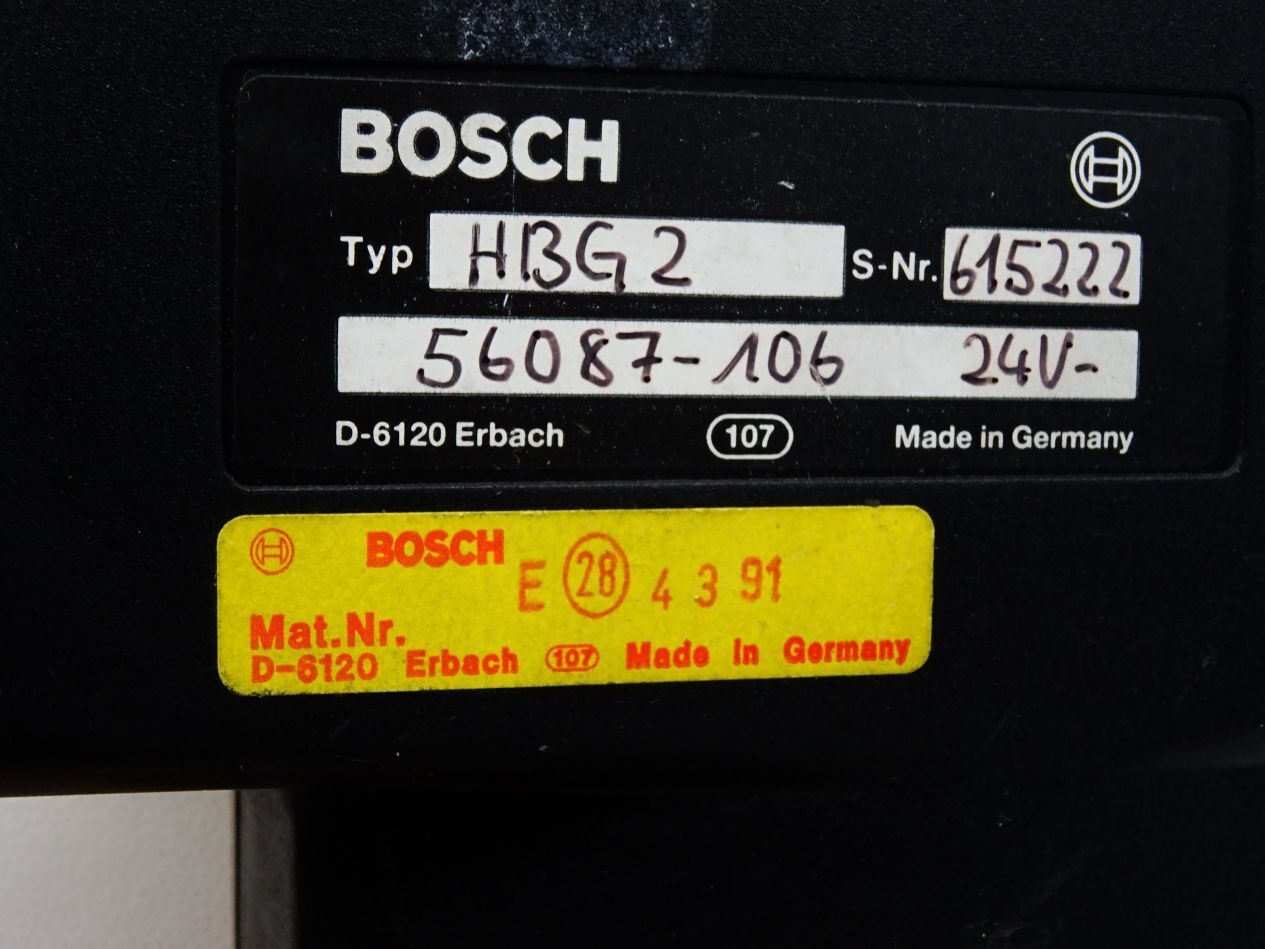 BOSCH
Typ HBG2 S-Nr. 615222
56087-106 24V-
D-6120 Erbach 107 Made in Germany
BOSCH E 28 4 3 91
Mat.Nr.
D-6120 Erbach 107 Made in Germany